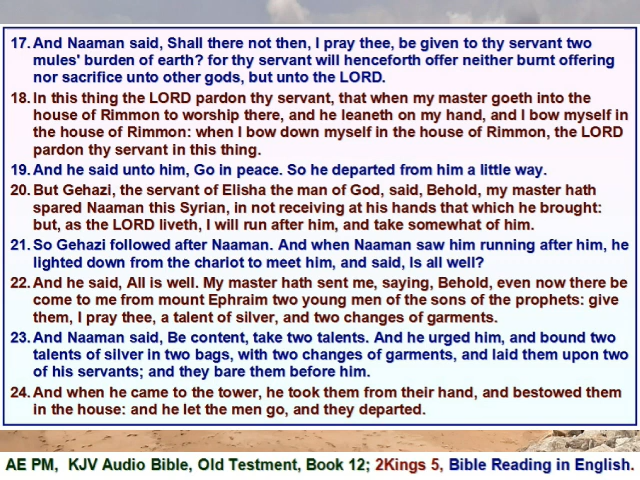 17. And Naaman said, Shall there not then, I pray thee, be given to thy servant two
mules' burden of earth? for thy servant will henceforth offer neither burnt offering
nor sacrifice unto other gods, but unto the LORD.
18. In this thing the LORD pardon thy servant, that when my master goeth into the
house of Rimmon to worship there, and he leaneth on my hand, and I bow myself in
the house of Rimmon: when I bow down myself in the house of Rimmon, the LORD
pardon thy servant in this thing.
19. And he said unto him, Go in peace. So he departed from him a little way.
20. But Gehazi, the servant of Elisha the man of God, said, Behold, my master hath
spared Naaman this Syrian, in not receiving at his hands that which he brought:
but, as the LORD liveth, I will run after him, and take somewhat of him.
21. So Gehazi followed after Naaman. And when Naaman saw him running after him, he
lighted down from the chariot to meet him, and said, Is all well?
22. And he said, All is well. My master hath sent me, saying, Behold, even now there be
come to me from mount Ephraim two young men of the sons of the prophets: give
them, I pray thee, a talent of silver, and two changes of garments.
23. And Naaman said, Be content, take two talents. And he urged him, and bound two
talents of silver in two bags, with two changes of garments, and laid them upon two
of his servants; and they bare them before him.
24. And when he came to the tower, he took them from their hand, and bestowed them
in the house: and he let the men go, and they departed.
AE PM, KJV Audio Bible, Old Testment, Book 12; 2Kings 5, Bible Reading in English.